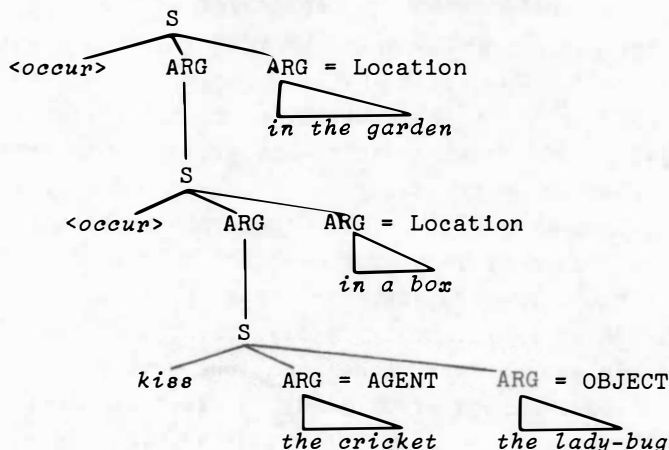 S
<occur> ARG ARG = Location
in the garden
S
<occur> ARG ARG = Location
in a box
S
kiss ARG = AGENT ARG = OBJECT
the cricket the lady-bug